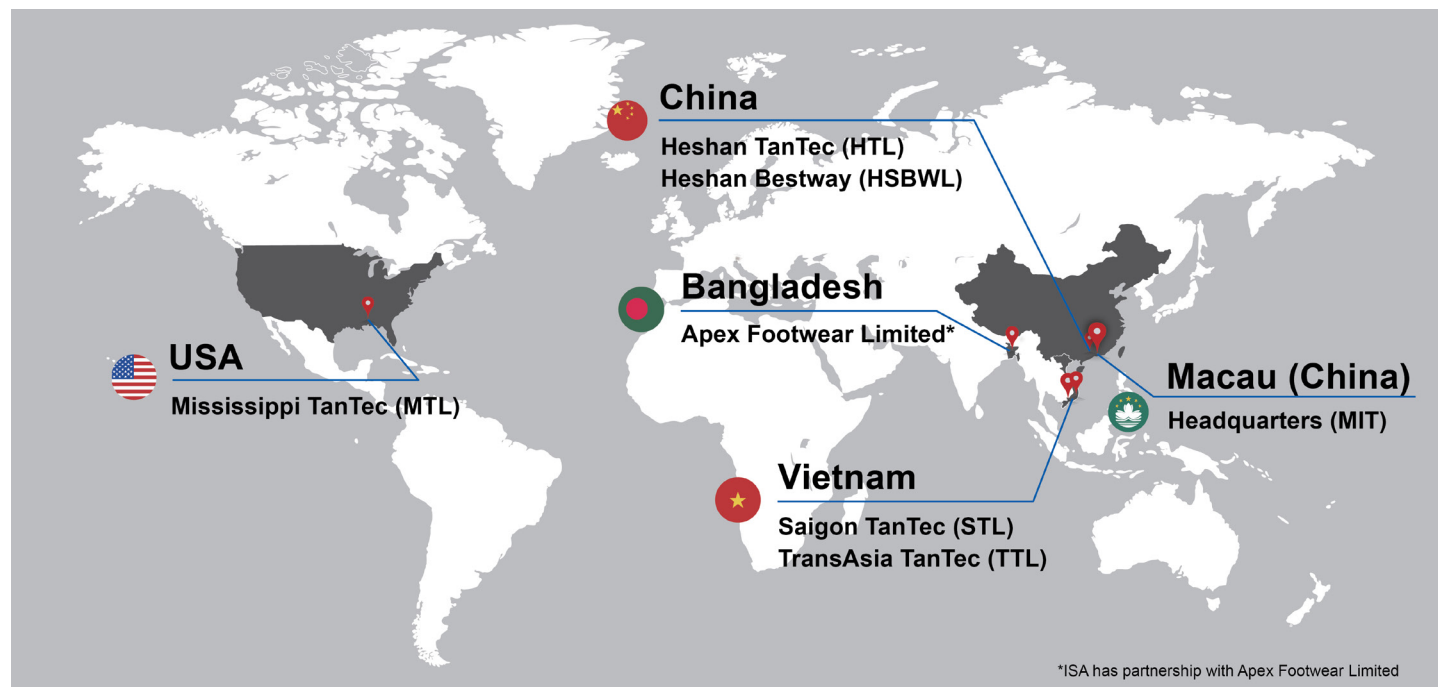 China
Heshan TanTec (HTL)
Heshan Bestway (HSBWL)
Bangladesh
Apex Footwear Limited*
USA
Mississippi TanTec (MTL)
Macau (China)
Headquarters (MIT)
Vietnam
Saigon TanTec (STL)
TransAsia TanTec (TTL)
*ISA has partnership with Apex Footwear Limited